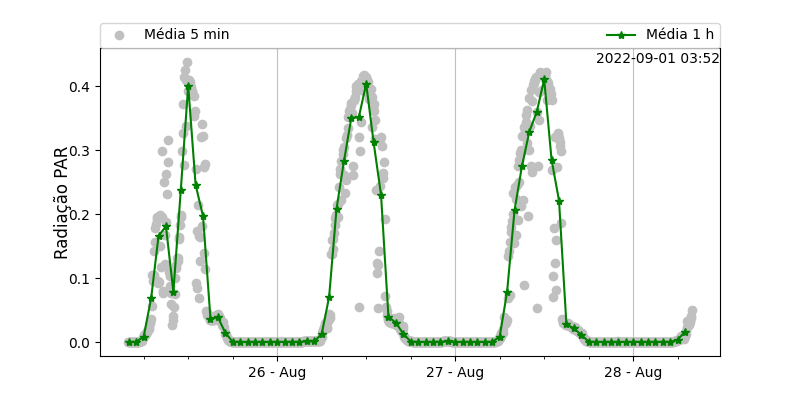 Média 5 min
Média 1 h
2022-09-01 03:52
Radiação PAR
0.4
0.3
0.2
0.1
0.0
26 - Aug
27 - Aug
28 - Aug